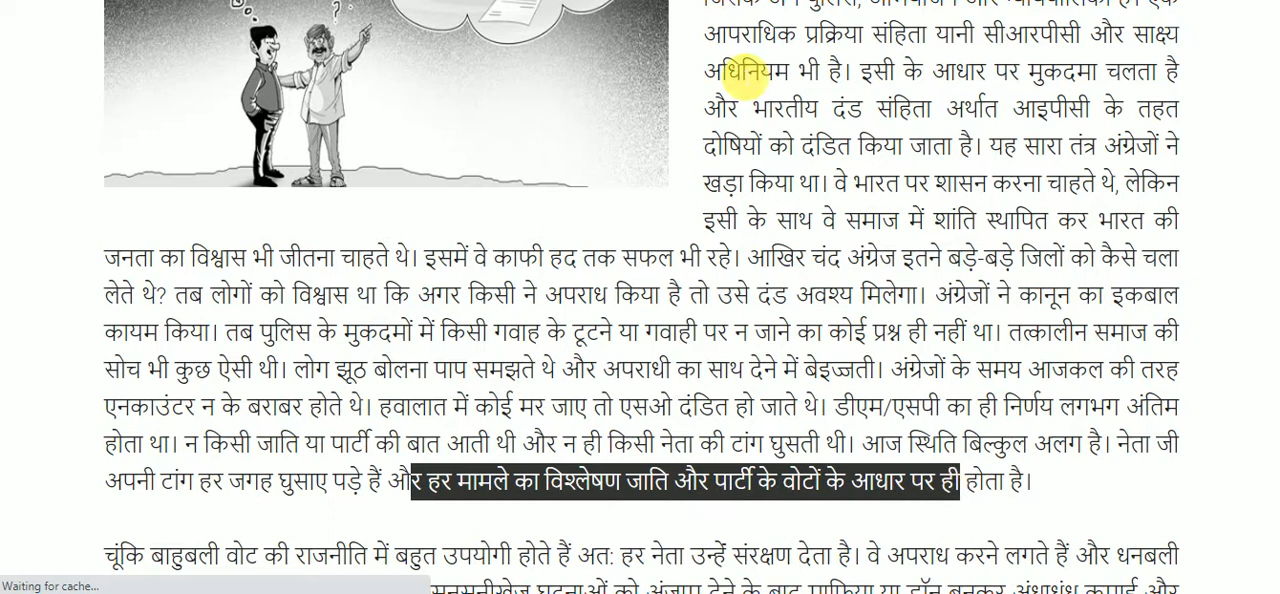 ?
आपराधिक प्रक्रिया संहिता यानी सीआरपीसी और साक्ष्य
अधिनियम भी है। इसी के आधार पर मुकदमा चलता है
और भारतीय दंड संहिता अर्थात आइपीसी के तहत
दोषियों को दंडित किया जाता है। यह सारा तंत्र अंग्रेजों ने
खड़ा किया था। वे भारत पर शासन करना चाहते थे, लेकिन
इसी के साथ वे समाज में शांति स्थापित कर भारत की
जनता का विश्वास भी जीतना चाहते थे। इसमें वे काफी हद तक सफल भी रहे। आखिर चंद अंग्रेज इतने बड़े-बड़े जिलों को कैसे चला
लेते थे? तब लोगों को विश्वास था कि अगर किसी ने अपराध किया है तो उसे दंड अवश्य मिलेगा। अंग्रेजों ने कानून का इकबाल
कायम किया। तब पुलिस के मुकदमों में किसी गवाह के टूटने या गवाही पर न जाने का कोई प्रश्न ही नहीं था। तत्कालीन समाज की
सोच भी कुछ ऐसी थी। लोग झूठ बोलना पाप समझते थे और अपराधी का साथ देने में बेइज्जती। अंग्रेजों के समय आजकल की तरह
एनकाउंटर न के बराबर होते थे। हवालात में कोई मर जाए तो एसओ दंडित हो जाते थे। डीएम/एसपी का ही निर्णय लगभग अंतिम
होता था। न किसी जाति या पार्टी की बात आती थी और न ही किसी नेता की टांग घुसती थी। आज स्थिति बिल्कुल अलग है। नेता जी
अपनी टांग हर जगह घुसाए पड़े हैं और हर मामले का विश्लेषण जाति और पार्टी के वोटों के आधार पर ही होता है।
चूंकि बाहुबली वोट की राजनीति में बहुत उपयोगी होते हैं अत: हर नेता उन्हें संरक्षण देता है। वे अपराध करने लगते हैं और धनबली
Waiting for cache...
सनसनीखेज घटनाओं को अंजाम देने के बाद माफिया या डॉन बनकर अंधाधुंध कमाई और